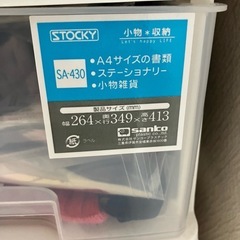 STOCKY
小物*収納
Let's happy LIFE
SA-430
・A4サイズの書類
・ステーショナリー
・小物雑貨
製品サイズ(mm)
幅264×奥行349×高さ413
sanko